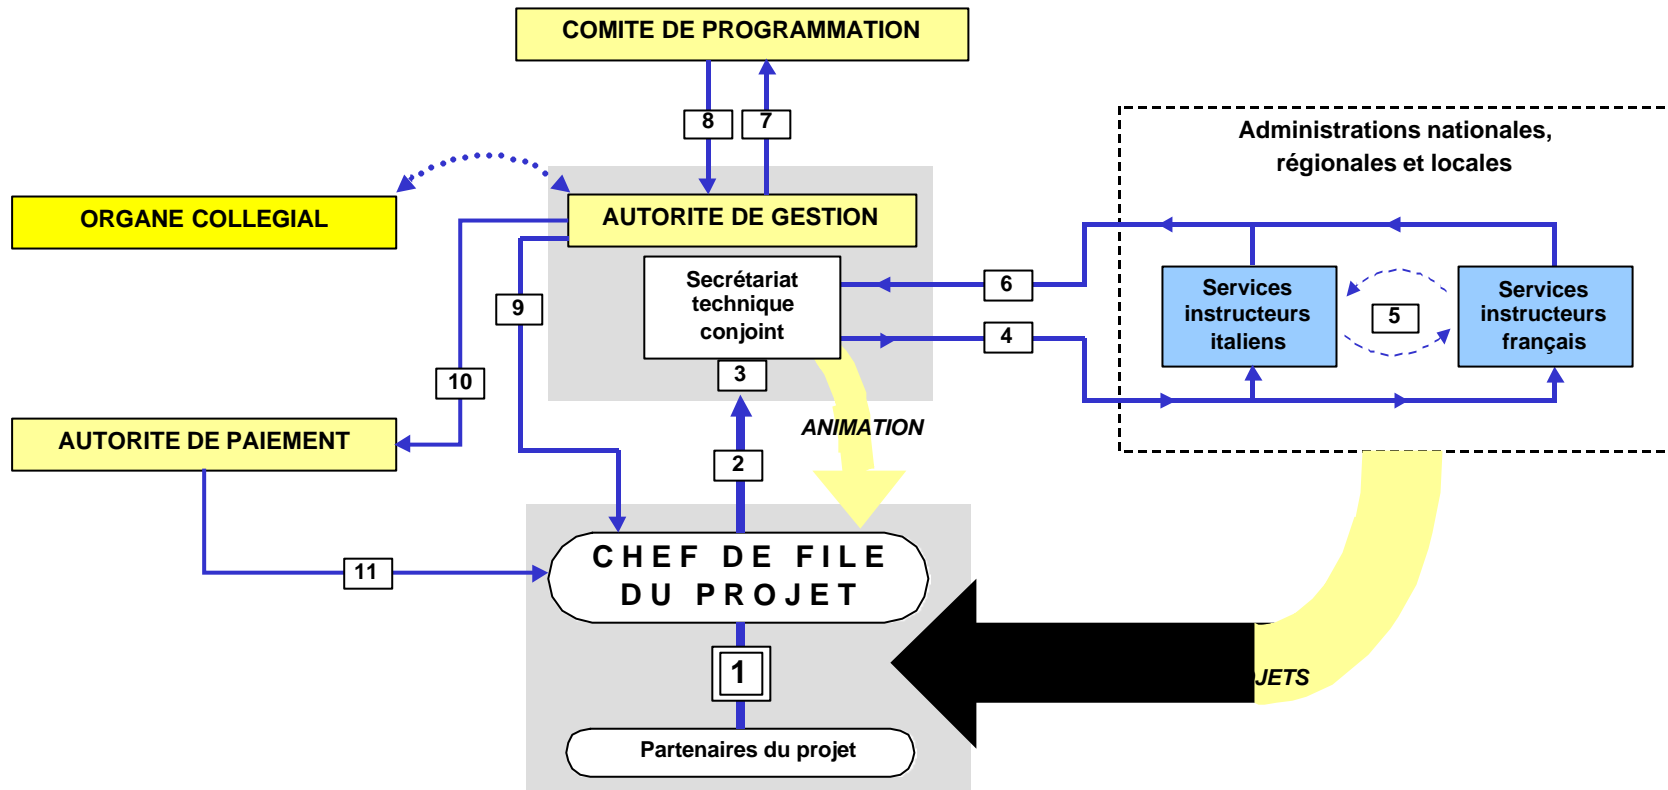 COMITE DE PROGRAMMATION
8
7
Administrations nationales,
régionales et locales
ORGANE COLLEGIAL
AUTORITE DE GESTION
Secrétariat
technique
conjoint
6
4
9
Services
instructeurs
italiens
5
Services
instructeurs
français
3
10
ANIMATION
AUTORITE DE PAIEMENT
2
CHEF DE FILE
DU PROJET
11
1
JETS
Partenaires du projet